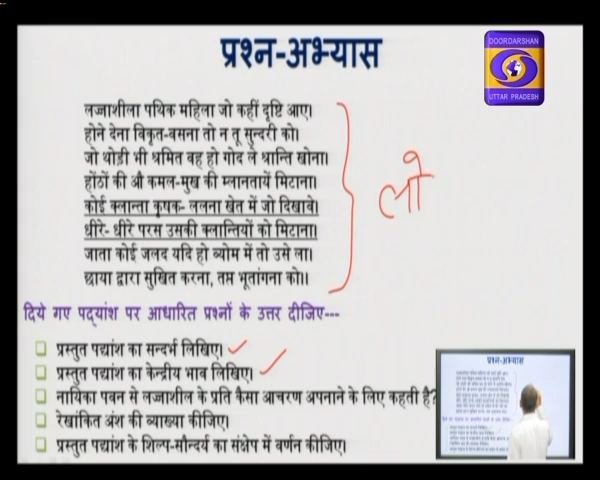 प्रश्न-अभ्यास
DOORDARSHAN
UTTAR PRADESH
लज्जाशीला पथिक महिला जो कहीं दृष्टि आए।
होने देना विकृत-वसना तो न तू सुन्दरी को।
जो थोड़ी भी श्रमित वह हो गोद ले श्रान्ति खोना।
होंठों की औ कमल-मुख की म्लानतायें मिटाना।
कोई क्लान्ता कृषक- ललना खेत में जो दिखावे।
धीरे- धीरे परस उसकी क्लान्तियों को मिटाना।
जाता कोई जलद यदि हो व्योम में तो उसे ला।
छाया द्वारा सुखित करना, तप्त भूतांगना को।।
लो
दिये गए पद्यांश पर आधारित प्रश्नों के उत्तर दीजिए---
प्रस्तुत पद्यांश का सन्दर्भ लिखिए।
प्रस्तुत पद्यांश का केन्द्रीय भाव लिखिए।
नायिका पवन से लज्जाशील के प्रति कैसा आचरण अपनाने के लिए कहती है?
रेखांकित अंश की व्याख्या कीजिए।
प्रस्तुत पद्यांश के शिल्प-सौन्दर्य का संक्षेप में वर्णन कीजिए।
प्रश्न-अभ्यास